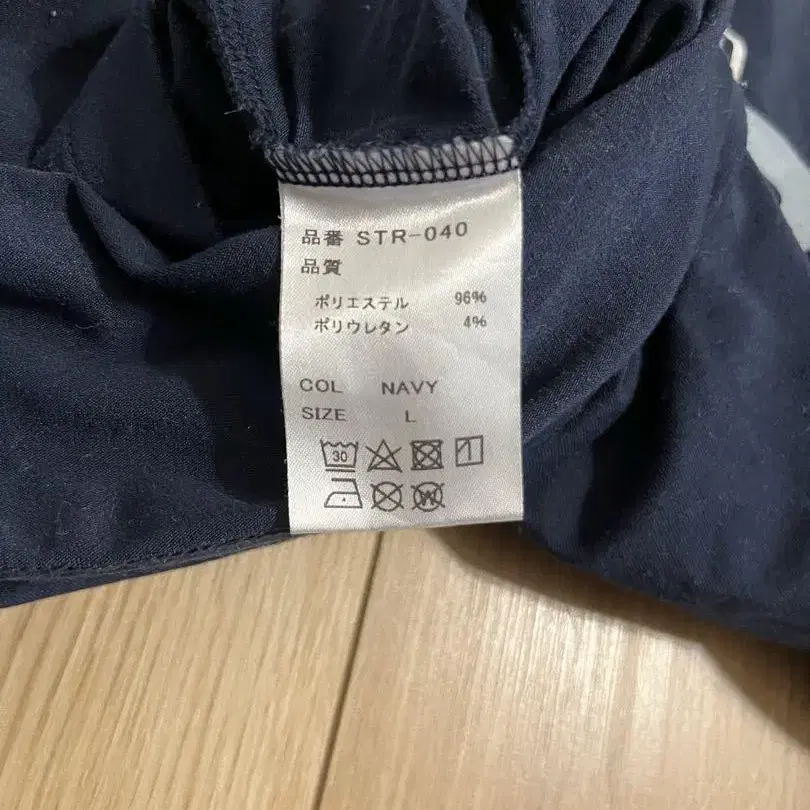 品番 STR-040
品質
ポリエステル 96%
ポリウレタン 4%
COL NAVY
SIZE L
30
W